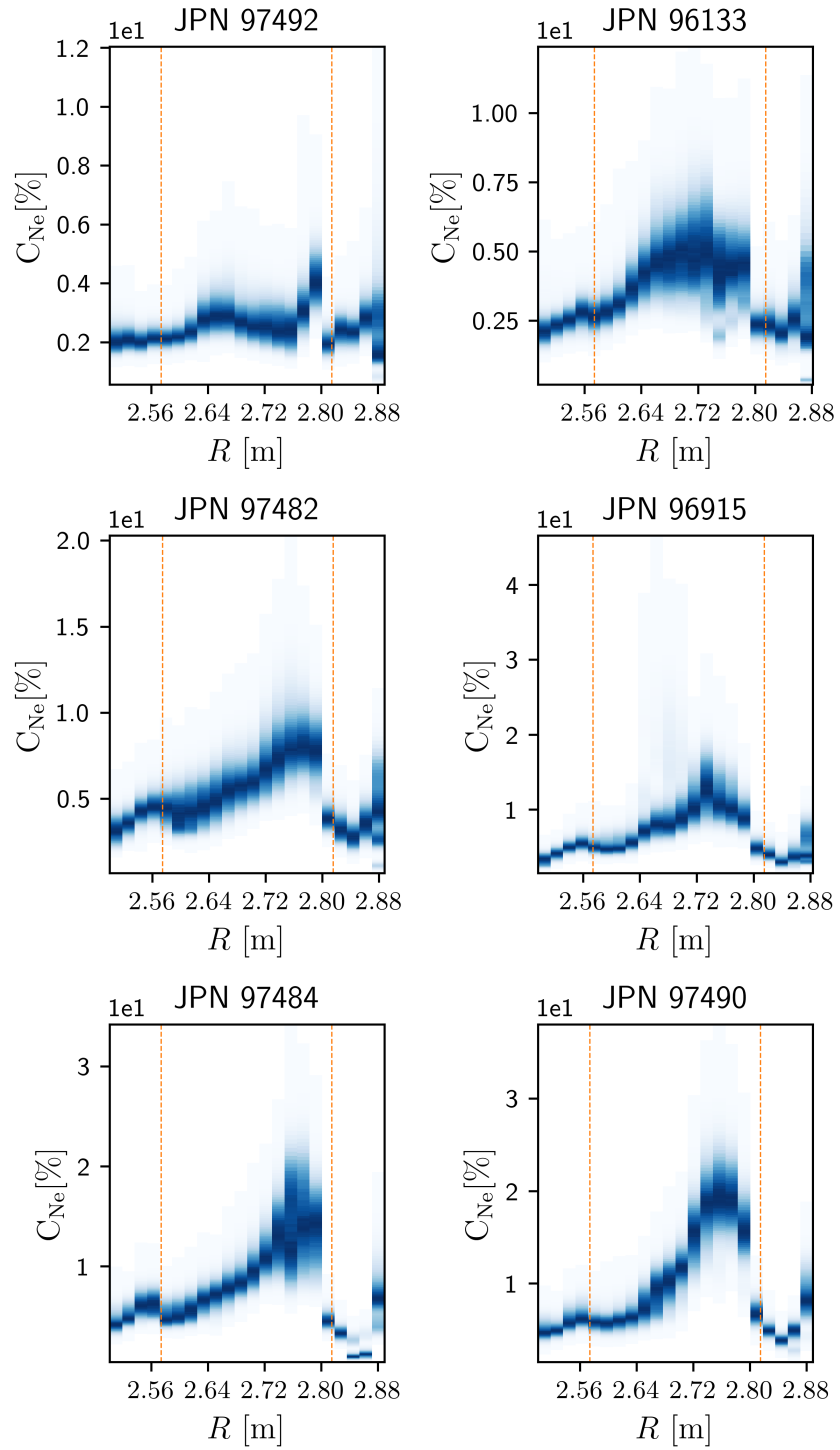 JPN 97492
1e1
1.2
1.0
0.8
0.6
0.4
0.2
C_Ne[%]
2.56 2.64 2.72 2.80 2.88
R [m]
JPN 96133
1e1
1.00
0.75
0.50
0.25
C_Ne[%]
2.56 2.64 2.72 2.80 2.88
R [m]
JPN 97482
1e1
2.0
1.5
1.0
0.5
C_Ne[%]
2.56 2.64 2.72 2.80 2.88
R [m]
JPN 96915
1e1
4
3
2
1
C_Ne[%]
2.56 2.64 2.72 2.80 2.88
R [m]
JPN 97484
1e1
3
2
1
C_Ne[%]
2.56 2.64 2.72 2.80 2.88
R [m]
JPN 97490
1e1
3
2
1
C_Ne[%]
2.56 2.64 2.72 2.80 2.88
R [m]